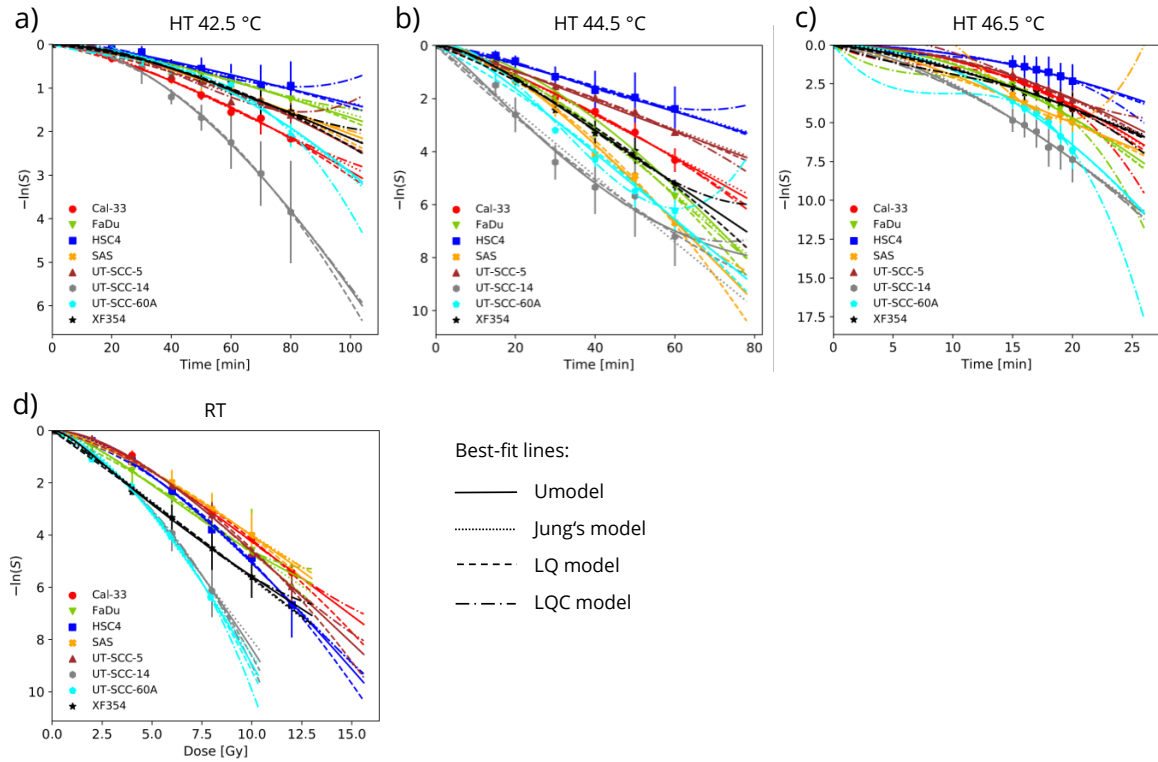 a)
HT 42.5 °C
0
1
2
3
4
5
6
−ln(S)
Cal-33
FaDu
HSC4
SAS
UT-SCC-5
UT-SCC-14
UT-SCC-60A
XF354
0 20 40 60 80 100
Time [min]
b)
HT 44.5 °C
0
2
4
6
8
10
−ln(S)
Cal-33
FaDu
HSC4
SAS
UT-SCC-5
UT-SCC-14
UT-SCC-60A
XF354
0 10 20 30 40 50 60 70 80
Time [min]
c)
HT 46.5 °C
0.0
2.5
5.0
7.5
10.0
12.5
15.0
17.5
−ln(S)
Cal-33
FaDu
HSC4
SAS
UT-SCC-5
UT-SCC-14
UT-SCC-60A
XF354
0 5 10 15 20 25
Time [min]
d)
RT
0
2
4
6
8
10
−ln(S)
Cal-33
FaDu
HSC4
SAS
UT-SCC-5
UT-SCC-14
UT-SCC-60A
XF354
0.0 2.5 5.0 7.5 10.0 12.5 15.0
Dose [Gy]
Best-fit lines:
Umodel
Jung's model
LQ model
LQC model